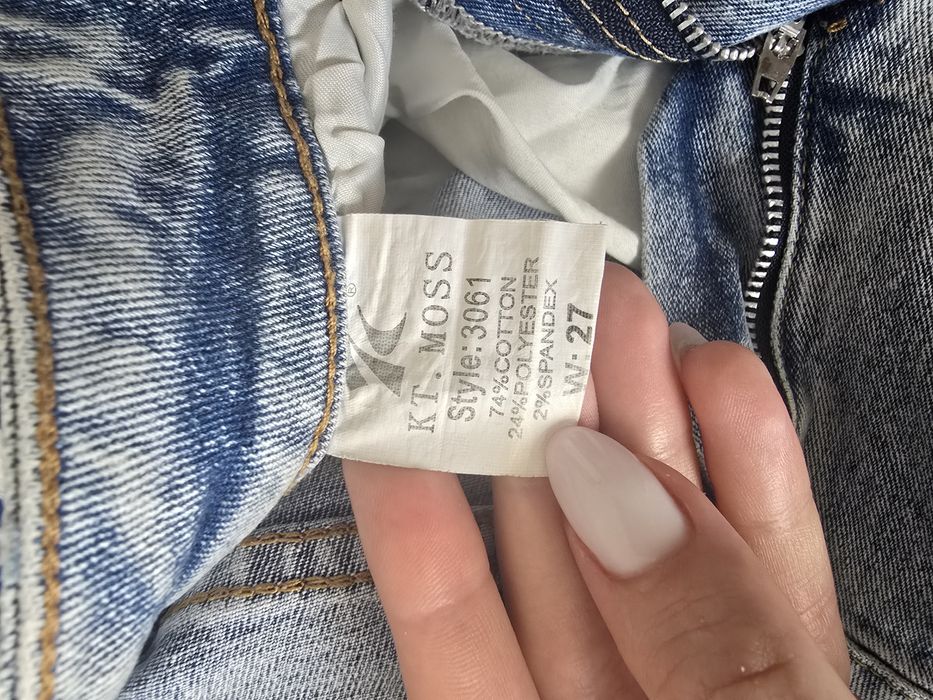 ®
KT. MOSS
Style:3061
74%COTTON
24%POLYESTER
2%SPANDEX
W: 27